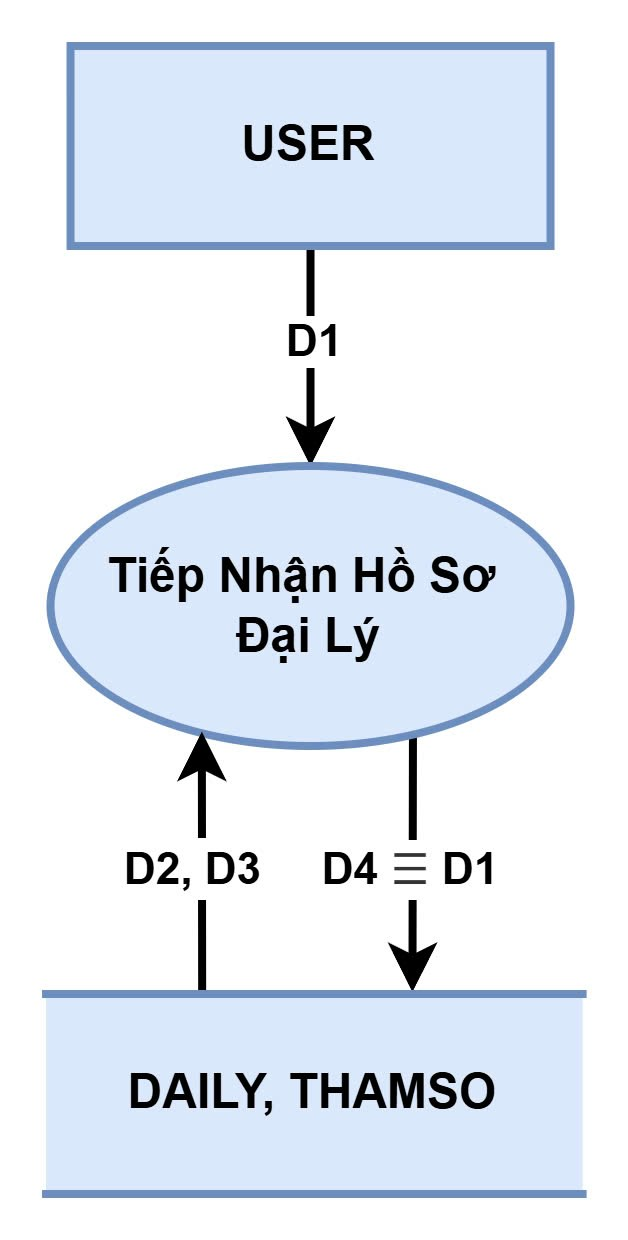 USER
D1
Tiếp Nhận Hồ Sơ
Đại Lý
D2, D3
D4 ☰ D1
DAILY, THAMSO